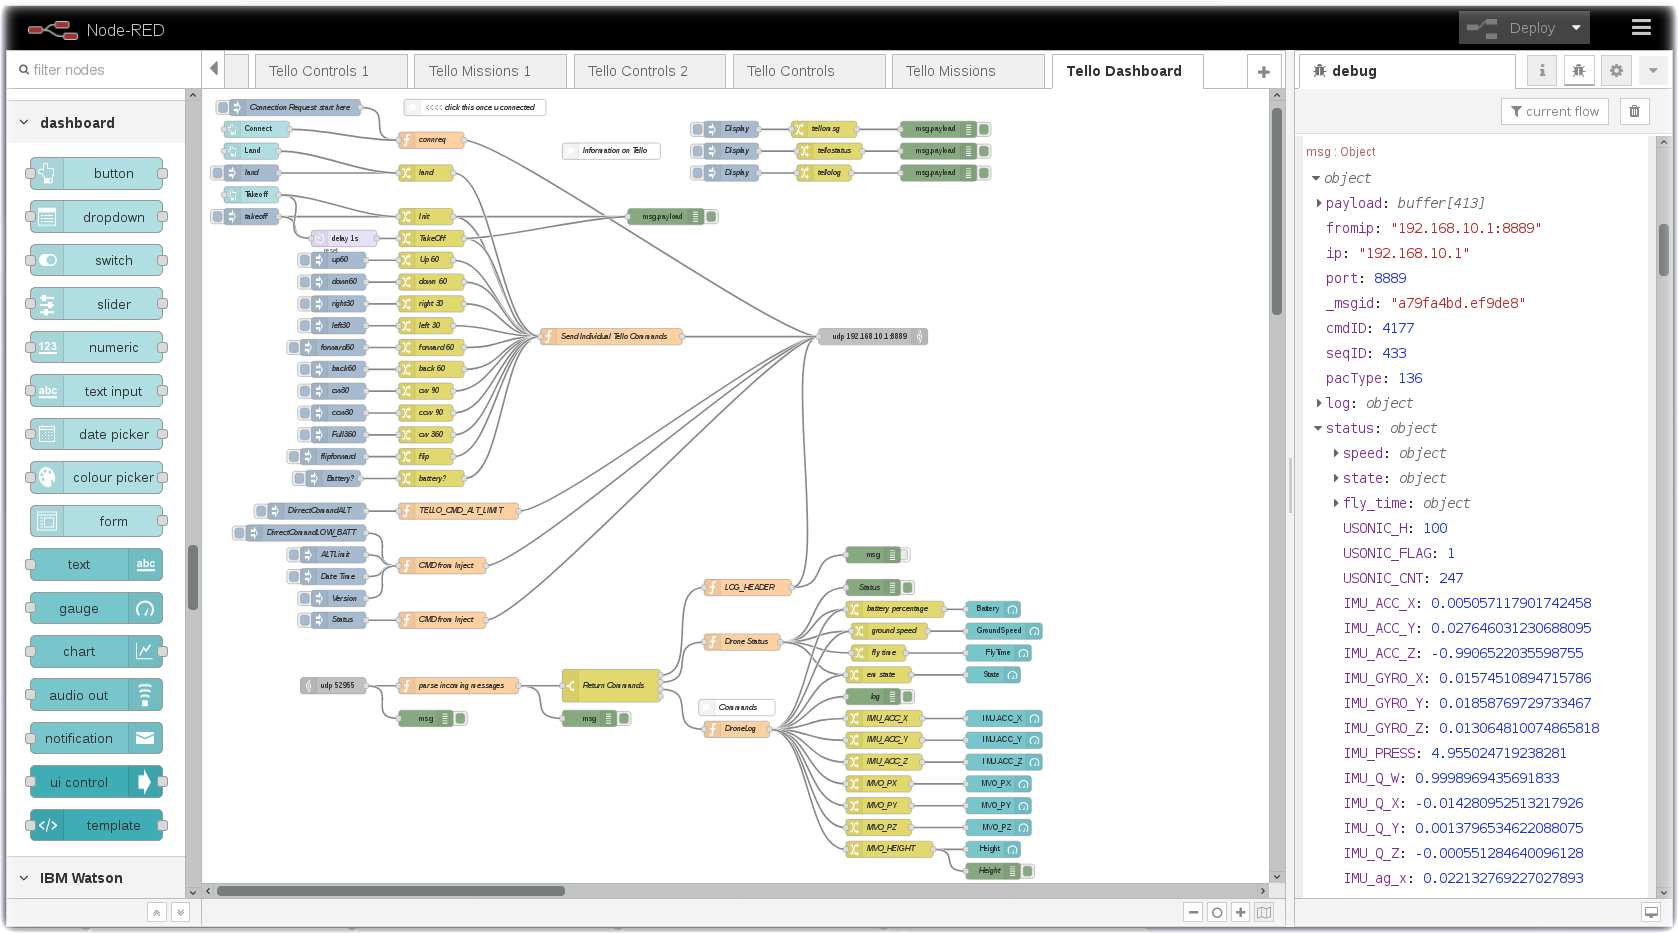 Node-RED
Deploy
filter nodes
Tello Controls 1
Tello Missions 1
Tello Controls 2
Tello Controls
Tello Missions
Tello Dashboard
debug
current flow
dashboard
button
dropdown
switch
slider
numeric
123
text input
abc
date picker
colour picker
form
text
abc
gauge
chart
audio out
notification
ui control
template
</>
IBM Watson
Connection Request start here
<<<< click this once u connected
Connect
connreq
Land
Information on Tello
land
land
Takeoff
takeoff
Init
msg.payload
delay 1s
TakeOff
reset
Display
tellomsg
msg.payload
Display
tellostatus
msg.payload
Display
tellolog
msg.payload
up60
Up 60
down60
down 60
right30
right 30
left30
left 30
forward60
forward 60
back60
back 60
cw90
cw 90
ccw90
ccw 90
Full360
cw 360
flipforward
flip
Battery?
battery?
Send Individual Tello Commands
udp 192.168.10.1:8889
DirrectComandALT
TELLO_CMD_ALT_LIMIT
DirrectComandLOW_BATT
ALTLimit
CMD from Inject
Date Time
Version
Status
CMD from Inject
udp 52955
parse incoming messages
msg
Return Commands
msg
LOG_HEADER
msg
Drone Status
Status
battery percentage
Battery
ground speed
GroundSpeed
fly time
FlyTime
em_state
State
Commands
DroneLog
log
IMU_ACC_X
IMU.ACC_X
IMU_ACC_Y
IMU.ACC_Y
IMU_ACC_Z
IMU.ACC_Z
MVO_PX
MVO_PX
MVO_PY
MVO_PY
MVO_PZ
MVO_PZ
MVO_HEIGHT
Height
Height
msg : Object
object
payload: buffer[413]
fromip: "192.168.10.1:8889"
ip: "192.168.10.1"
port: 8889
_msgid: "a79fa4bd.ef9de8"
cmdID: 4177
seqID: 433
pacType: 136
log: object
status: object
speed: object
state: object
fly_time: object
USONIC_H: 100
USONIC_FLAG: 1
USONIC_CNT: 247
IMU_ACC_X: 0.005057117901742458
IMU_ACC_Y: 0.027646031230688095
IMU_ACC_Z: -0.9906522035598755
IMU_GYRO_X: 0.01574510894715786
IMU_GYRO_Y: 0.01858769729733467
IMU_GYRO_Z: 0.0130648100748​65818
IMU_PRESS: 4.955024719238281
IMU_Q_W: 0.9998969435691833
IMU_Q_X: -0.014280952513217926
IMU_Q_Y: 0.0013796534622088075
IMU_Q_Z: -0.000551284640096128
IMU_ag_x: 0.022132769227027893